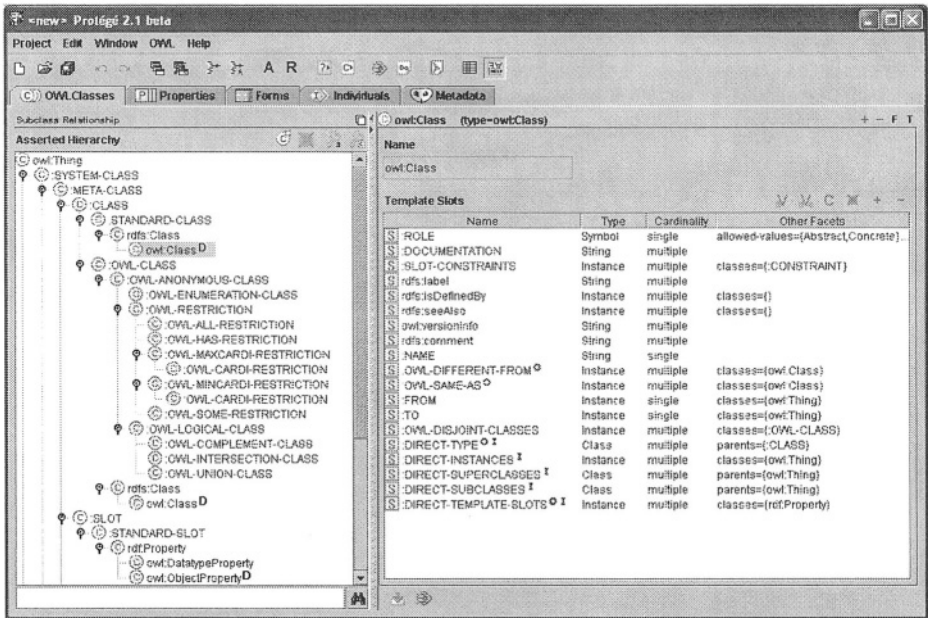 <new> Protégé 2.1 beta
Project Edit Window OWL Help
A R
OWLClasses Properties Forms Individuals Metadata
Subclass Relationship
Asserted Hierarchy
owl:Thing
:SYSTEM-CLASS
:META-CLASS
:CLASS
:STANDARD-CLASS
rdfs:Class
owl:Class D
:OWL-CLASS
:OWL-ANONYMOUS-CLASS
:OWL-ENUMERATION-CLASS
:OWL-RESTRICTION
:OWL-ALL-RESTRICTION
:OWL-HAS-RESTRICTION
:OWL-MAXCARDI-RESTRICTION
:OWL-CARDI-RESTRICTION
:OWL-MINCARDI-RESTRICTION
:OWL-CARDI-RESTRICTION
:OWL-SOME-RESTRICTION
:OWL-LOGICAL-CLASS
:OWL-COMPLEMENT-CLASS
:OWL-INTERSECTION-CLASS
:OWL-UNION-CLASS
rdfs:Class
owl:Class D
:SLOT
:STANDARD-SLOT
rdf:Property
owl:DatatypeProperty
owl:ObjectProperty D
owl:Class (type=owl:Class) + − F T
Name
owl:Class
Template Slots
Name Type Cardinality Other Facets
S :ROLE Symbol single allowed-values={Abstract,Concrete}...
S :DOCUMENTATION String multiple
S :SLOT-CONSTRAINTS Instance multiple classes={:CONSTRAINT}
S rdfs:label String multiple
S rdfs:isDefinedBy Instance multiple classes={}
S rdfs:seeAlso Instance multiple classes={}
S owl:versionInfo String multiple
S rdfs:comment String multiple
S :NAME String single
S :OWL-DIFFERENT-FROM O Instance multiple classes={owl:Class}
S :OWL-SAME-AS O Instance multiple classes={owl:Class}
S :FROM Instance single classes={owl:Thing}
S :TO Instance single classes={owl:Thing}
S :OWL-DISJOINT-CLASSES Instance multiple classes={:OWL-CLASS}
S :DIRECT-TYPE O I Class multiple parents={:CLASS}
S :DIRECT-INSTANCES I Instance multiple classes={owl:Thing}
S :DIRECT-SUPERCLASSES I Class multiple parents={owl:Thing}
S :DIRECT-SUBCLASSES I Class multiple parents={owl:Thing}
S :DIRECT-TEMPLATE-SLOTS O I Instance multiple classes={rdf:Property}